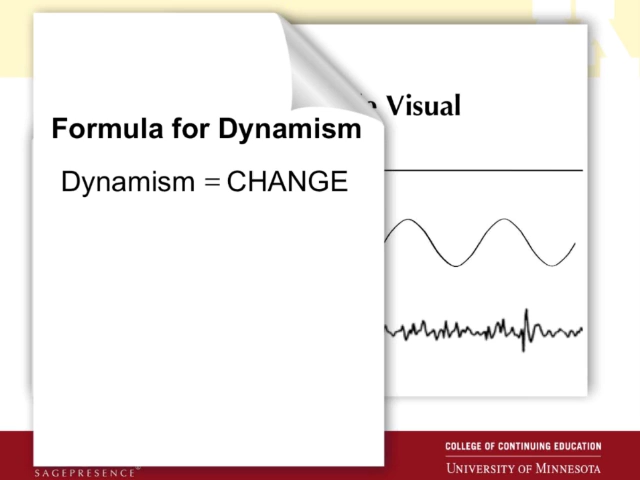 Formula for Dynamism
Dynamism = CHANGE
Visual
COLLEGE OF CONTINUING EDUCATION
UNIVERSITY OF MINNESOTA
SAGEPRESENCE